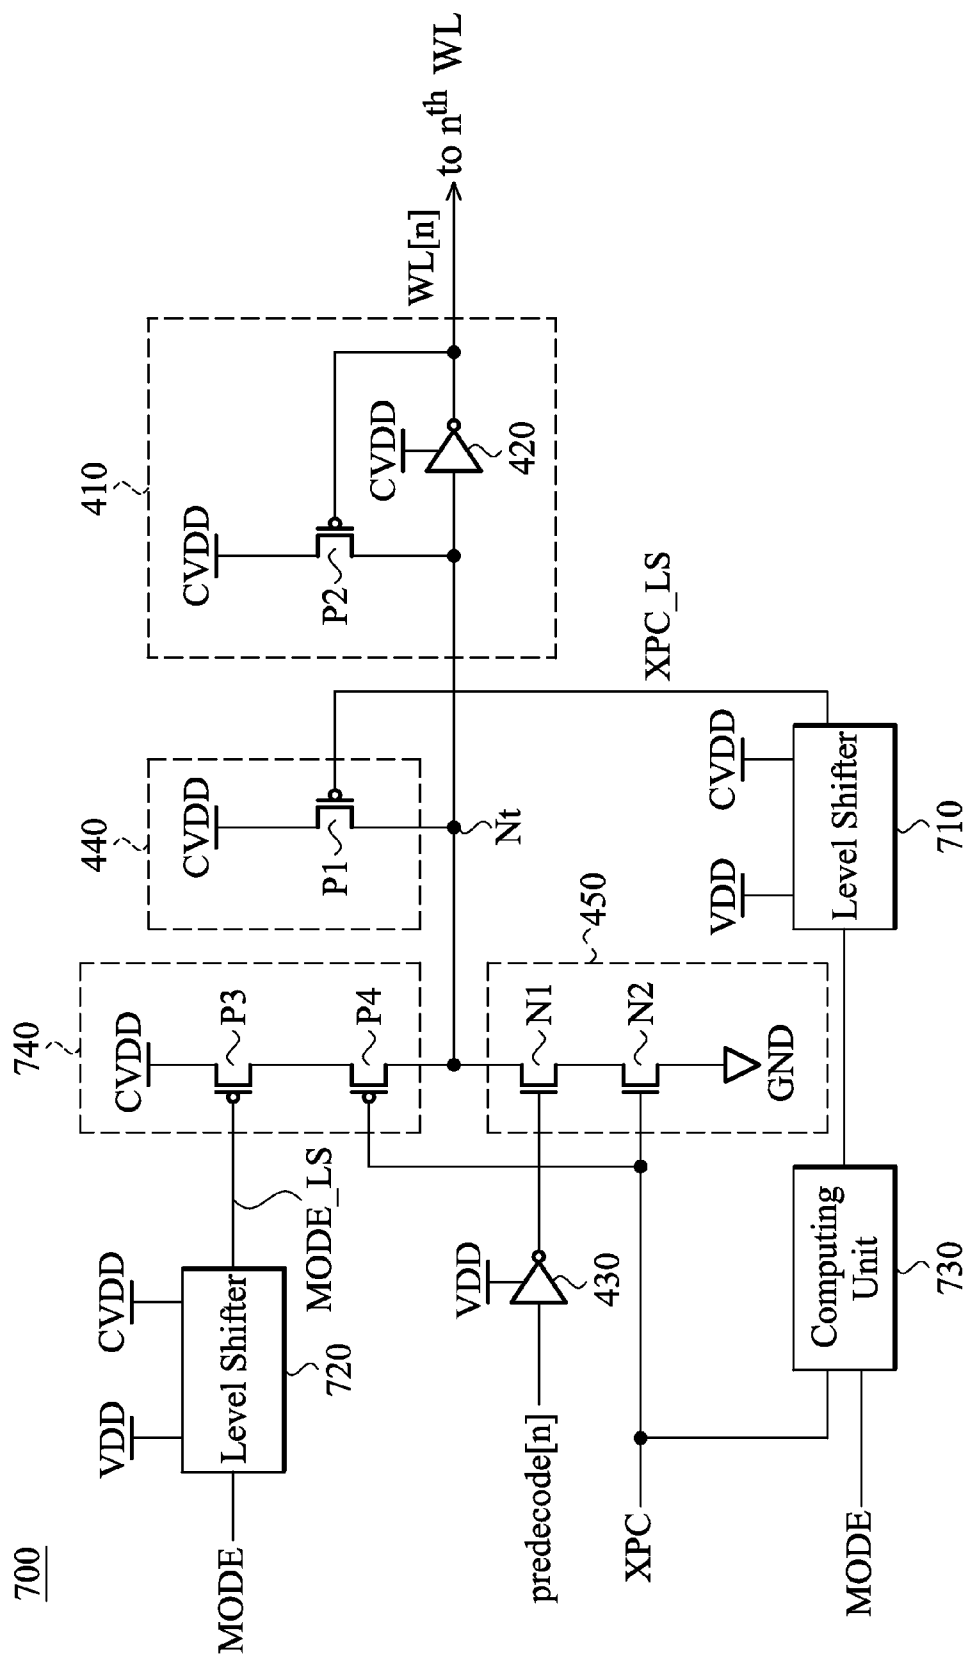 700
MODE
VDD
CVDD
Level Shifter
720
MODE_LS
740
CVDD
P3
P4
440
CVDD
P1
Nt
410
CVDD
P2
CVDD
420
WL[n]
to nth WL
predecode[n]
VDD
430
450
N1
N2
GND
XPC
MODE
Computing
Unit
730
VDD
CVDD
Level Shifter
710
XPC_LS